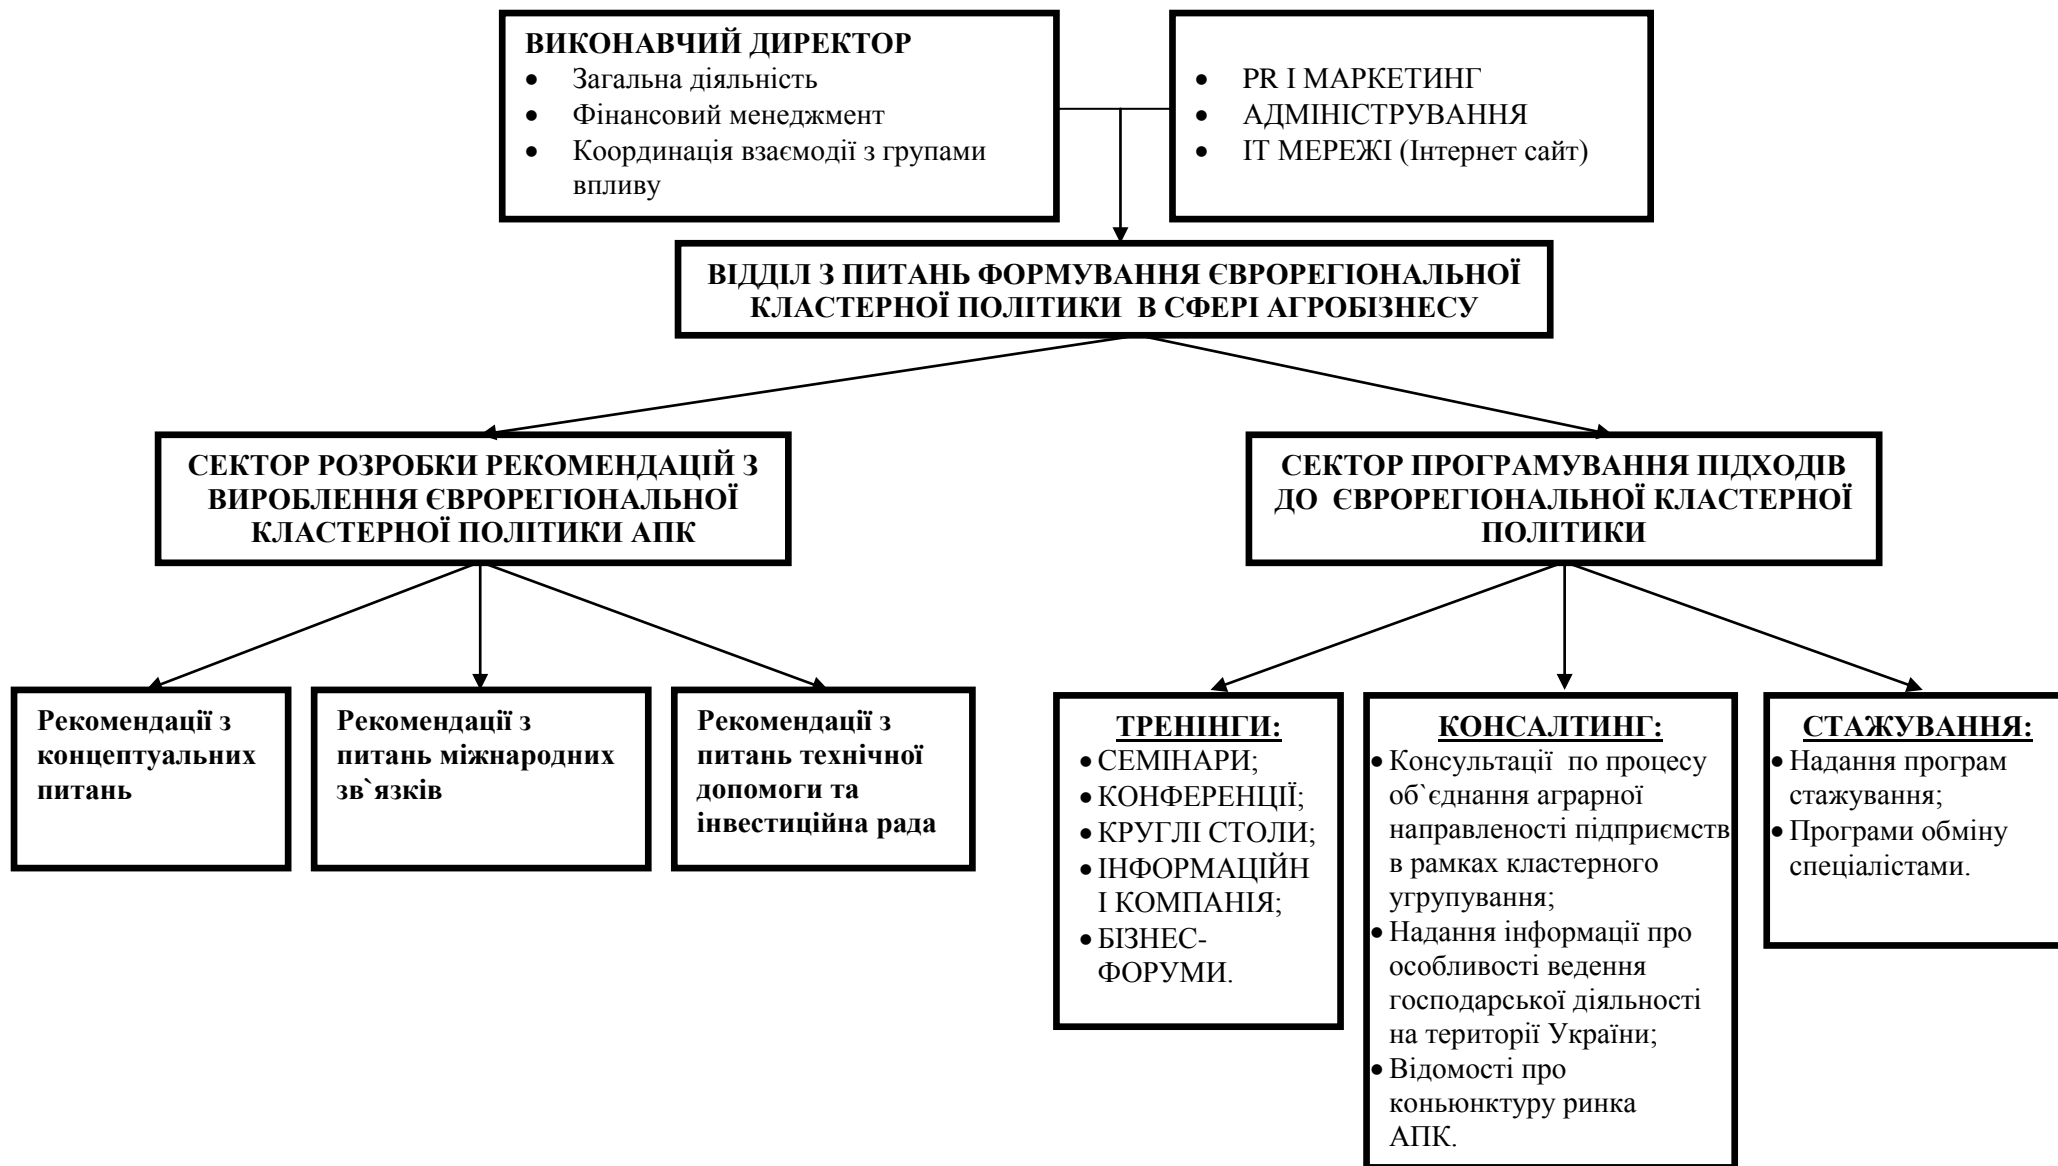 ВИКОНАВЧИЙ ДИРЕКТОР
• Загальна діяльність
• Фінансовий менеджмент
• Координація взаємодії з групами
впливу
• PR І МАРКЕТИНГ
• АДМІНІСТРУВАННЯ
• ІТ МЕРЕЖІ (Інтернет сайт)
ВІДДІЛ З ПИТАНЬ ФОРМУВАННЯ ЄВРОРЕГІОНАЛЬНОЇ
КЛАСТЕРНОЇ ПОЛІТИКИ В СФЕРІ АГРОБІЗНЕСУ
СЕКТОР РОЗРОБКИ РЕКОМЕНДАЦІЙ З
ВИРОБЛЕННЯ ЄВРОРЕГІОНАЛЬНОЇ
КЛАСТЕРНОЇ ПОЛІТИКИ АПК
СЕКТОР ПРОГРАМУВАННЯ ПІДХОДІВ
ДО ЄВРОРЕГІОНАЛЬНОЇ КЛАСТЕРНОЇ
ПОЛІТИКИ
Рекомендації з
концептуальних
питань
Рекомендації з
питань міжнародних
зв`язків
Рекомендації з
питань технічної
допомоги та
інвестиційна рада
ТРЕНІНГИ:
• СЕМІНАРИ;
• КОНФЕРЕНЦІЇ;
• КРУГЛІ СТОЛИ;
• ІНФОРМАЦІЙН
І КОМПАНІЯ;
• БІЗНЕС-
ФОРУМИ.
КОНСАЛТИНГ:
• Консультації по процесу
об`єднання аграрної
направленості підприємств
в рамках кластерного
угрупування;
• Надання інформації про
особливості ведення
господарської діяльності
на території України;
• Відомості про
коньюнктуру ринка
АПК.
СТАЖУВАННЯ:
• Надання програм
стажування;
• Програми обміну
спеціалістами.